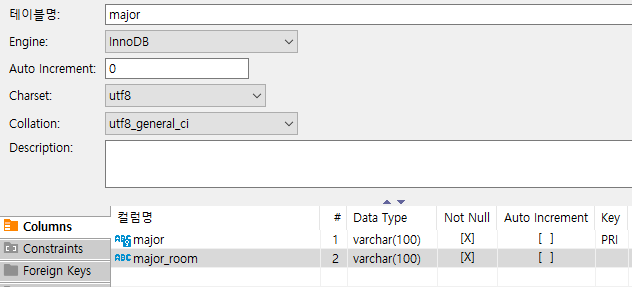 테이블명: major
Engine: InnoDB
Auto Increment: 0
Charset: utf8
Collation: utf8_general_ci
Description:
Columns
Constraints
Foreign Keys
컬럼명 # Data Type Not Null Auto Increment Key
major 1 varchar(100) [X] [ ] PRI
major_room 2 varchar(100) [X] [ ]